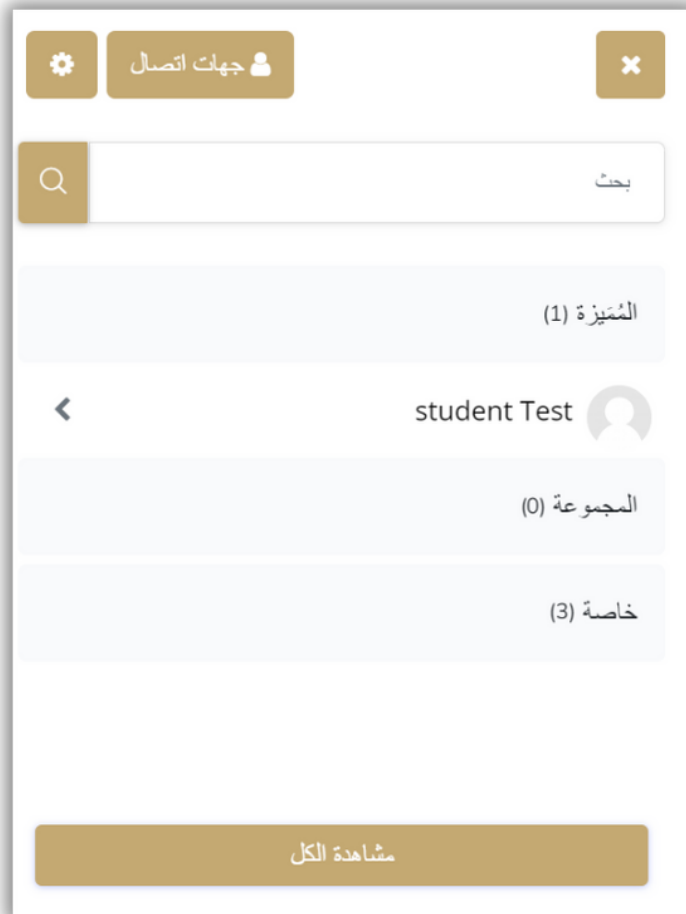 جهات اتصال
بحث
المُمَيزة (1)
student Test
المجموعة (0)
خاصة (3)
مشاهدة الكل